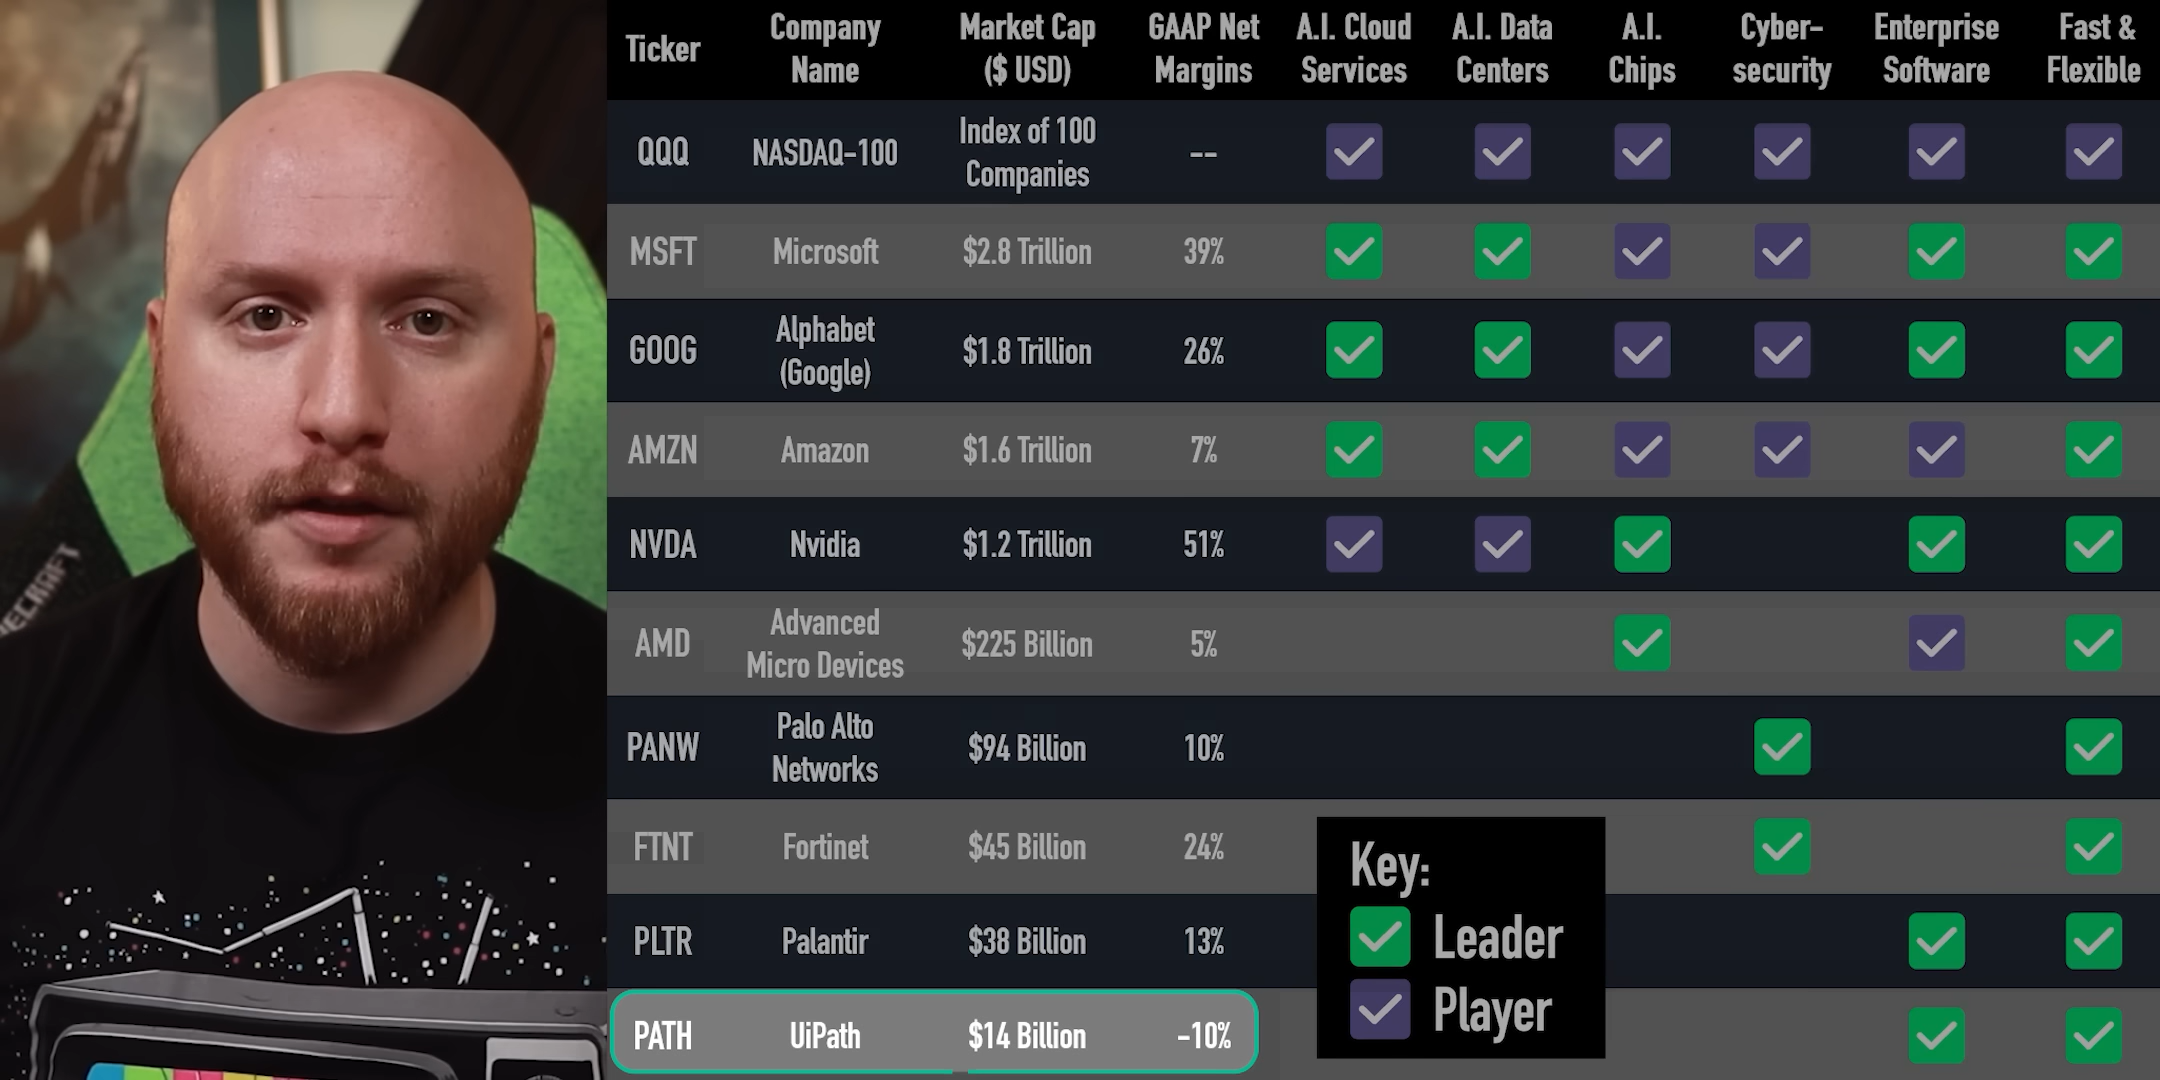 Ticker
Company
Name
Market Cap
($ USD)
GAAP Net
Margins
A.I. Cloud
Services
A.I. Data
Centers
A.I.
Chips
Cyber-
security
Enterprise
Software
Fast &
Flexible
QQQ
NASDAQ-100
Index of 100
Companies
--
MSFT
Microsoft
$2.8 Trillion
39%
GOOG
Alphabet
(Google)
$1.8 Trillion
26%
AMZN
Amazon
$1.6 Trillion
7%
NVDA
Nvidia
$1.2 Trillion
51%
AMD
Advanced
Micro Devices
$225 Billion
5%
PANW
Palo Alto
Networks
$94 Billion
10%
FTNT
Fortinet
$45 Billion
24%
PLTR
Palantir
$38 Billion
13%
PATH
UiPath
$14 Billion
-10%
Key:
Leader
Player